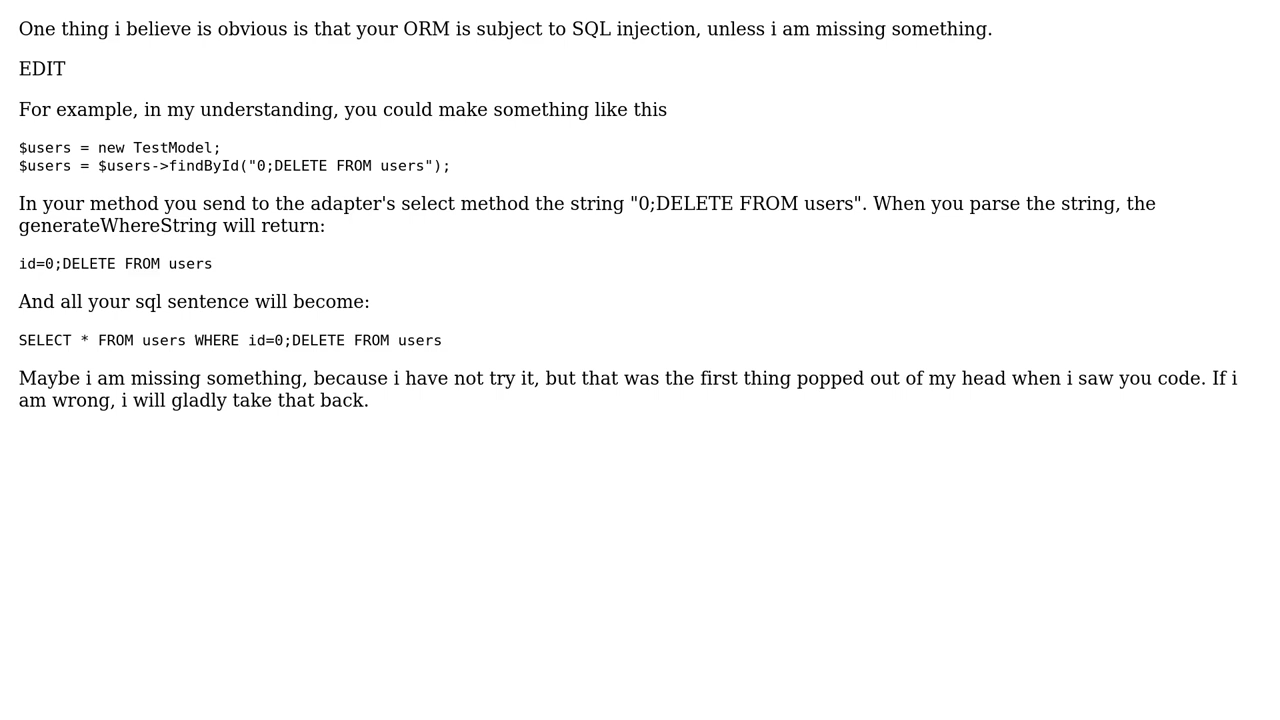 One thing i believe is obvious is that your ORM is subject to SQL injection, unless i am missing something.
EDIT
For example, in my understanding, you could make something like this
$users = new TestModel;
$users = $users->findById("0;DELETE FROM users");
In your method you send to the adapter's select method the string "0;DELETE FROM users". When you parse the string, the
generateWhereString will return:
id=0;DELETE FROM users
And all your sql sentence will become:
SELECT * FROM users WHERE id=0;DELETE FROM users
Maybe i am missing something, because i have not try it, but that was the first thing popped out of my head when i saw you code. If i
am wrong, i will gladly take that back.